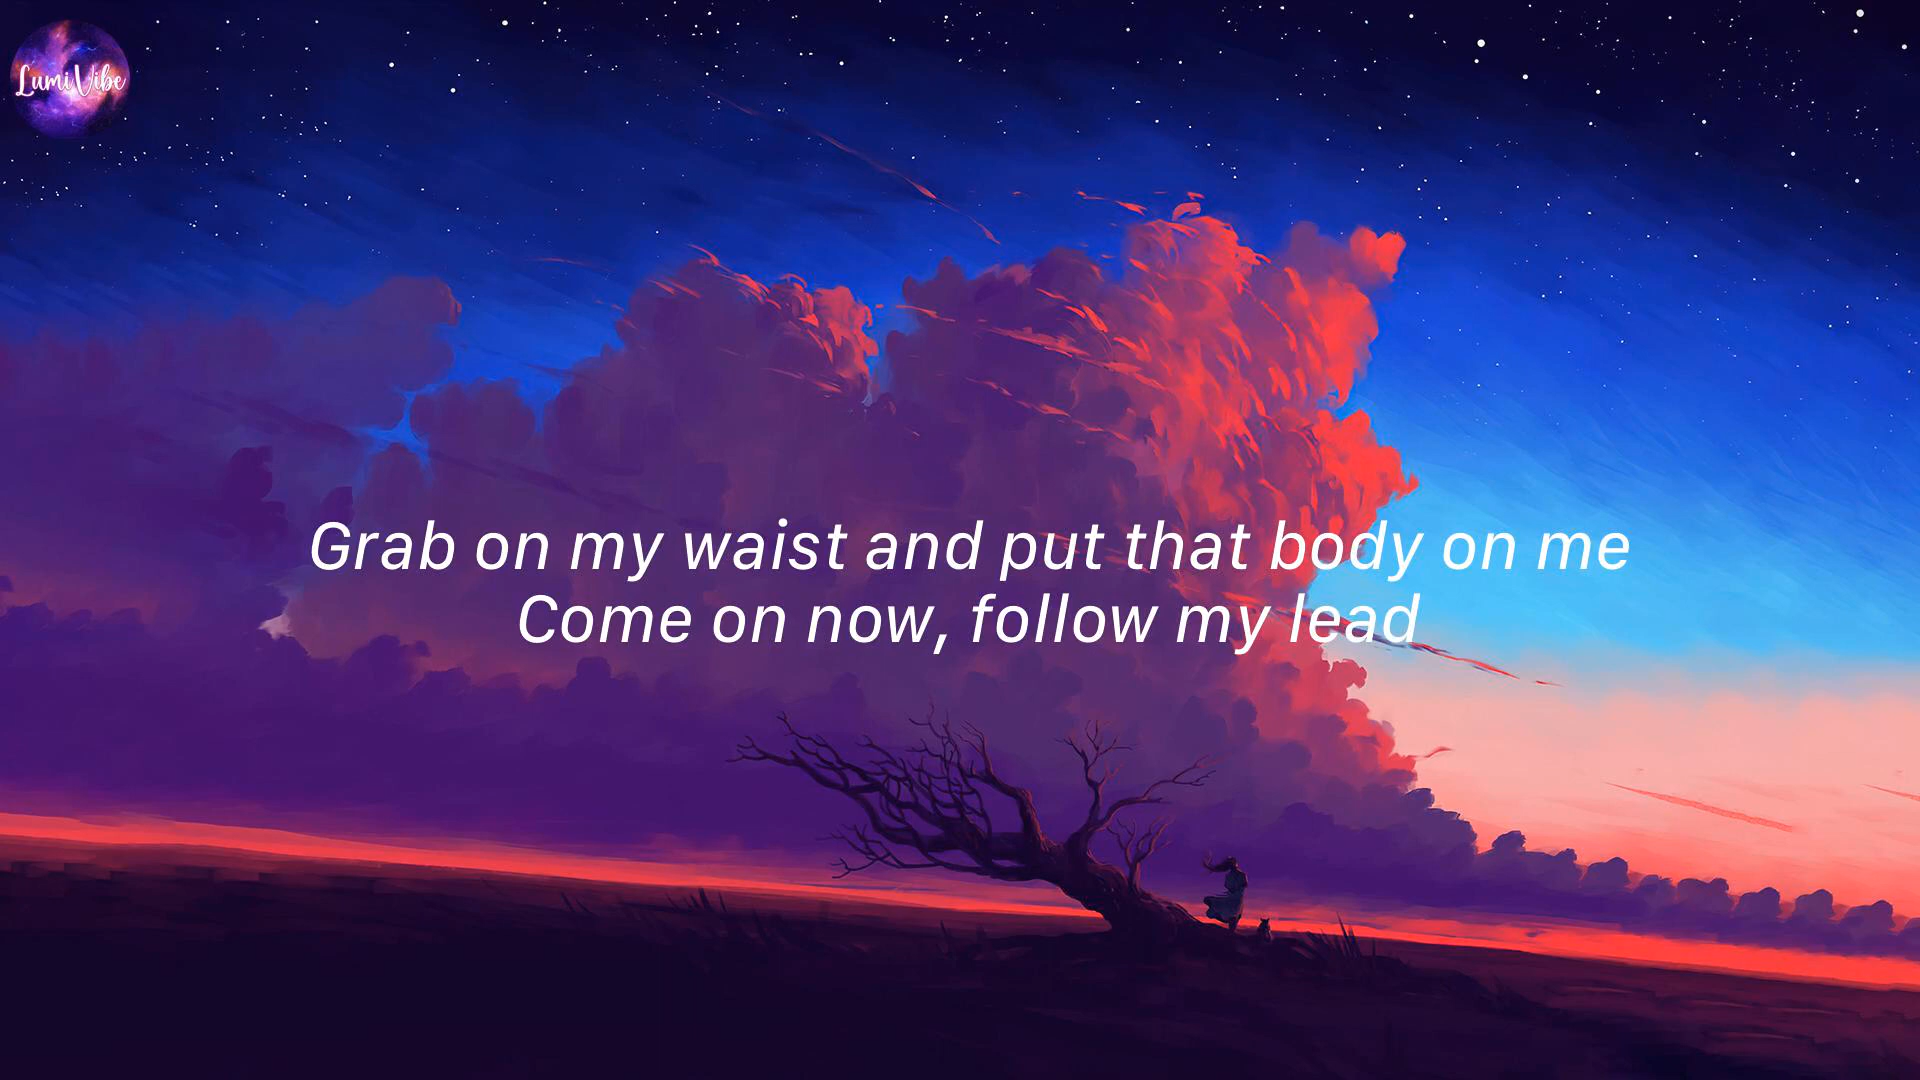 LumiVibe
Grab on my waist and put that body on me
Come on now, follow my lead